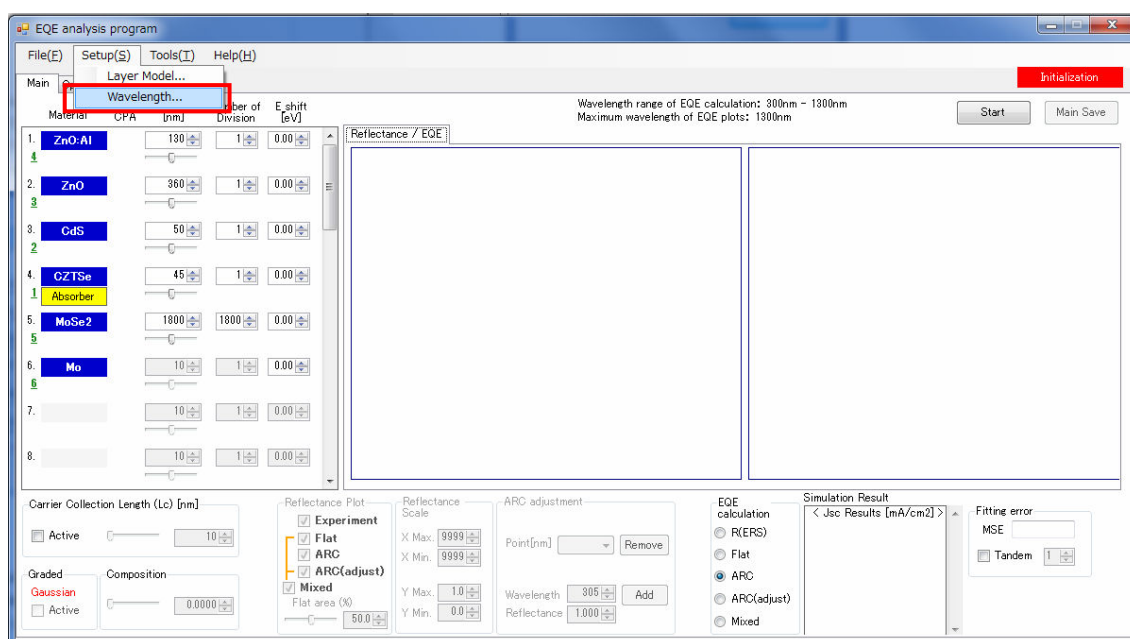 EQE analysis program
File(F) Setup(S) Tools(T) Help(H)
Layer Model...
Wavelength...
Main
Initialization
Material CPA [nm] Division E_shift [eV]
Wavelength range of EQE calculation: 300nm - 1300nm
Maximum wavelength of EQE plots: 1300nm
Start Main Save
Reflectance / EQE
1. ZnO:Al 130 1 0.00
4
2. ZnO 360 1 0.00
3
3. CdS 50 1 0.00
2
4. CZTSe 45 1 0.00
1 Absorber
5. MoSe2 1800 1800 0.00
5
6. Mo 10 1 0.00
6
7. 10 1 0.00
8. 10 1 0.00
Carrier Collection Length (Lc) [nm]
Active 10
Graded Composition
Gaussian
Active 0.0000
Reflectance Plot
Experiment
Flat
ARC
ARC(adjust)
Mixed
Flat area (%)
50.0
Reflectance Scale
X Max. 9999
X Min. 9999
Y Max. 1.0
Y Min. 0.0
ARC adjustment
Point[nm] Remove
Wavelength 305 Add
Reflectance 1.000
EQE calculation
R(ERS)
Flat
ARC
ARC(adjust)
Mixed
Simulation Result
< Jsc Results [mA/cm2] >
Fitting error
MSE
Tandem 1